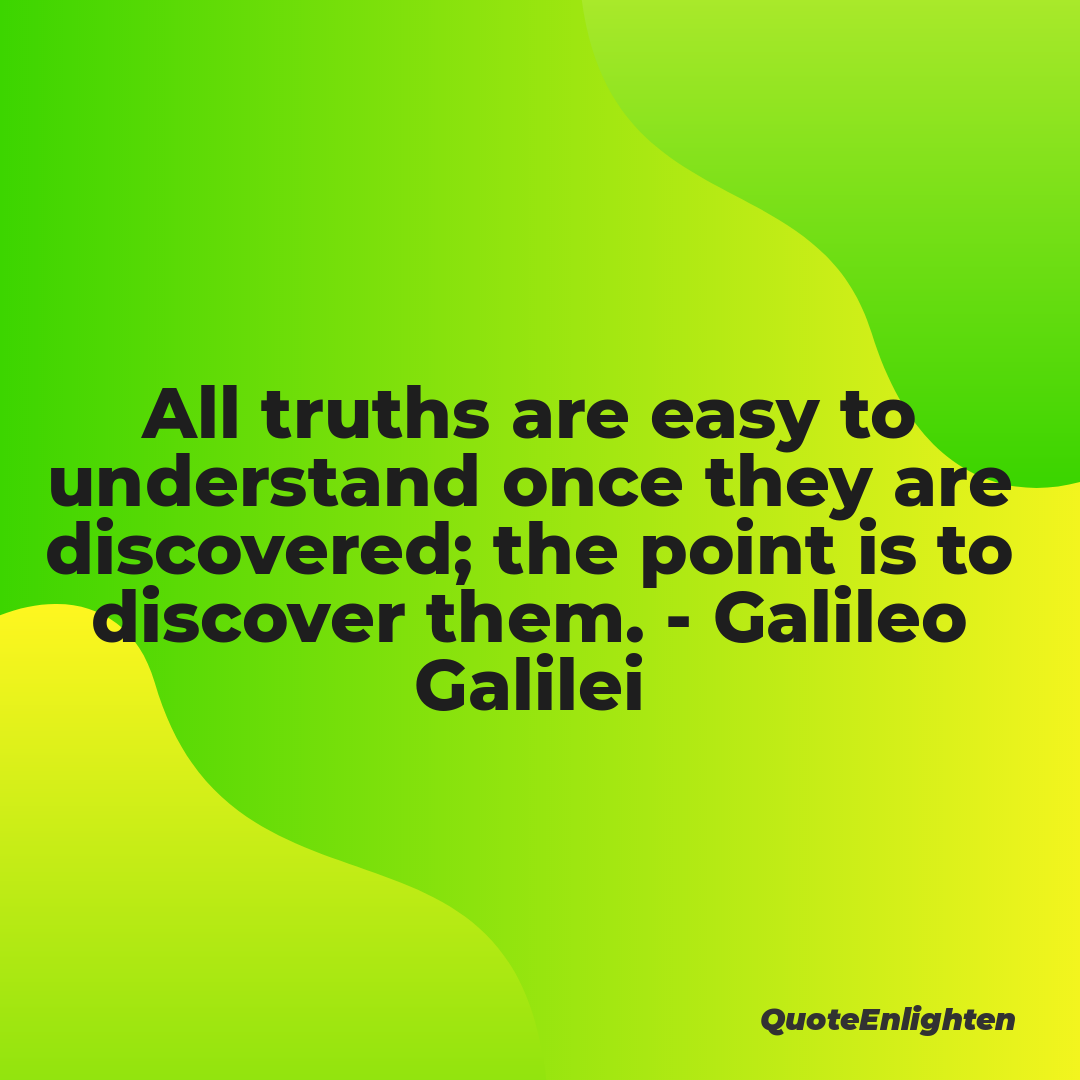 All truths are easy to
understand once they are
discovered; the point is to
discover them. - Galileo
Galilei
QuoteEnlighten